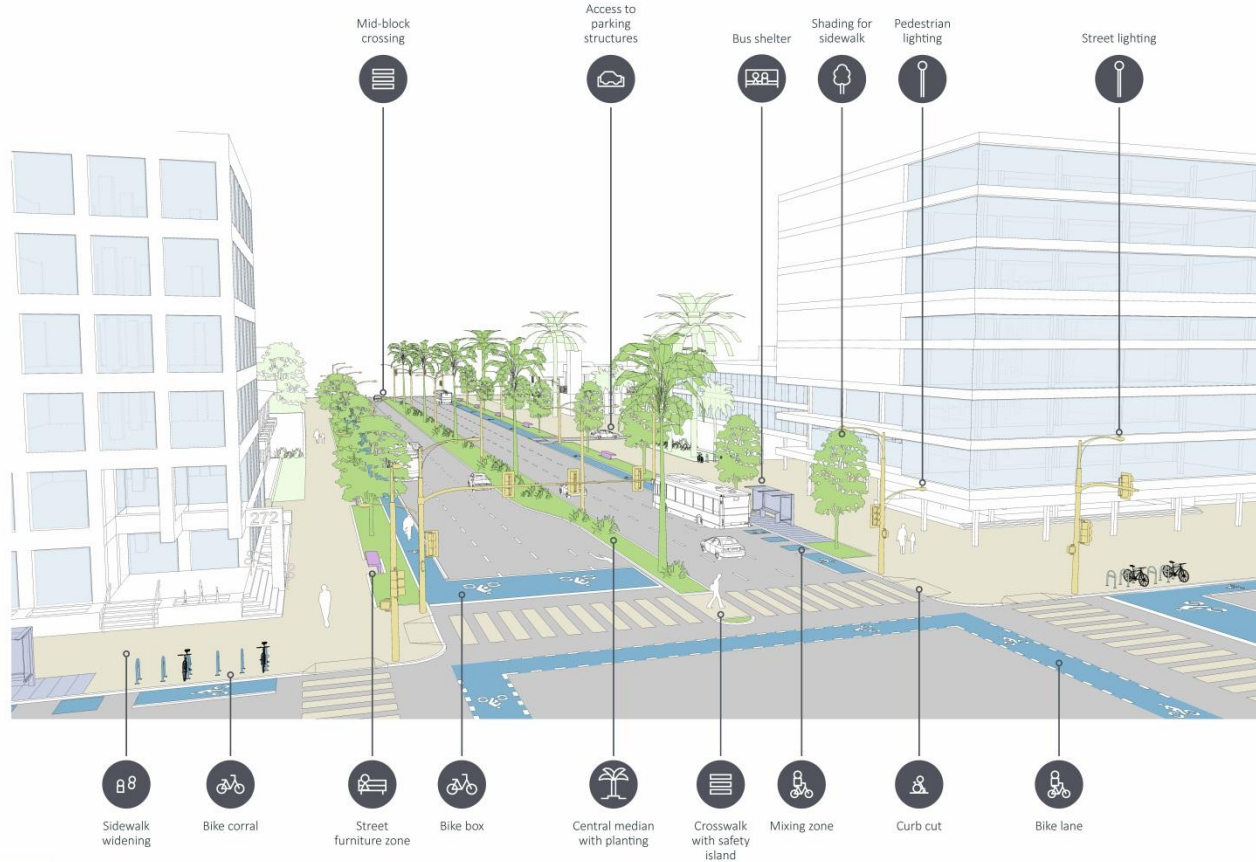 Mid-block
crossing
Access to
parking
structures
Bus shelter
Shading for
sidewalk
Pedestrian
lighting
Street lighting
272
Sidewalk
widening
Bike corral
Street
furniture zone
Bike box
Central median
with planting
Crosswalk
with safety
island
Mixing zone
Curb cut
Bike lane